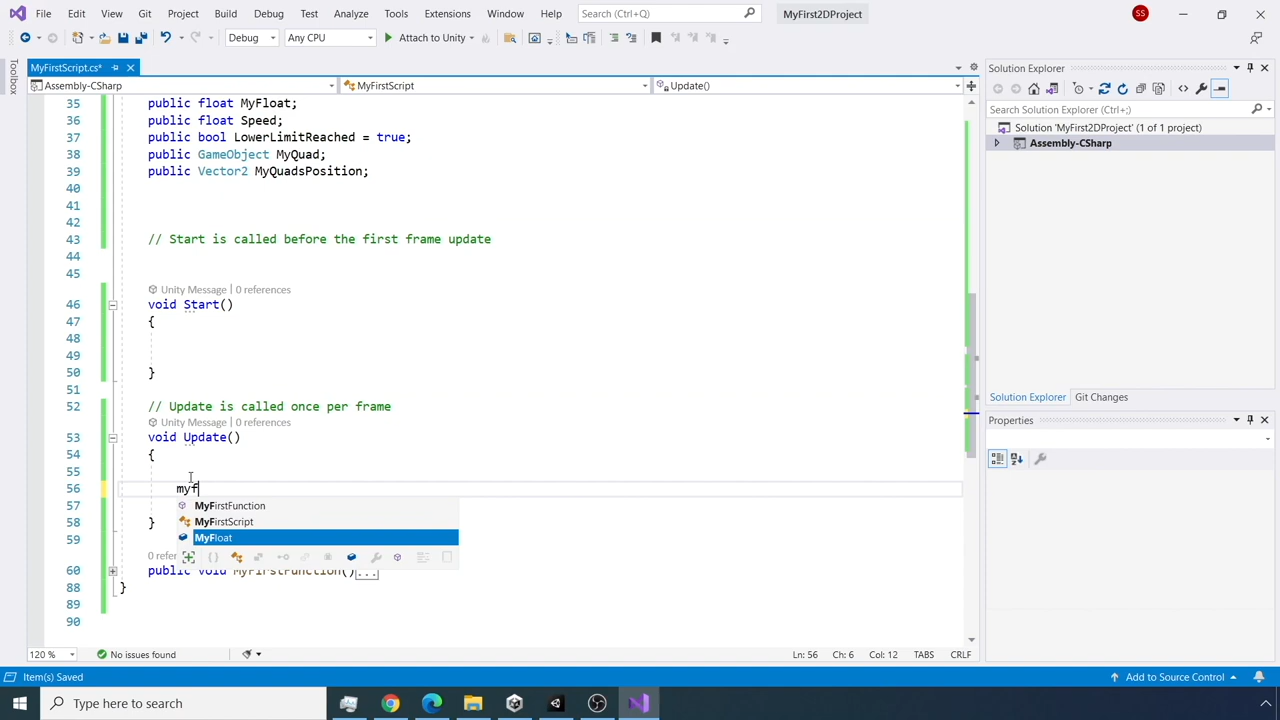 File Edit View Git Project Build Debug Test Analyze Tools Extensions Window Help Search (Ctrl+Q) MyFirst2DProject SS
Debug Any CPU Attach to Unity
Toolbox
MyFirstScript.cs*
Assembly-CSharp MyFirstScript Update()
35 public float MyFloat;
36 public float Speed;
37 public bool LowerLimitReached = true;
38 public GameObject MyQuad;
39 public Vector2 MyQuadsPosition;
40
41
42
43 // Start is called before the first frame update
44
45
Unity Message | 0 references
46 void Start()
47 {
48
49
50 }
51
52 // Update is called once per frame
Unity Message | 0 references
53 void Update()
54 {
55
56 myf
MyFirstFunction
MyFirstScript
MyFloat
57
58 }
59
0 refer
60 public void MyFirstFunction()...
88 }
89
90
120 % No issues found Ln: 56 Ch: 6 Col: 12 TABS CRLF
Solution Explorer
Search Solution Explorer (Ctrl+;)
Solution 'MyFirst2DProject' (1 of 1 project)
Assembly-CSharp
Solution Explorer Git Changes
Properties
Item(s) Saved Add to Source Control
Type here to search